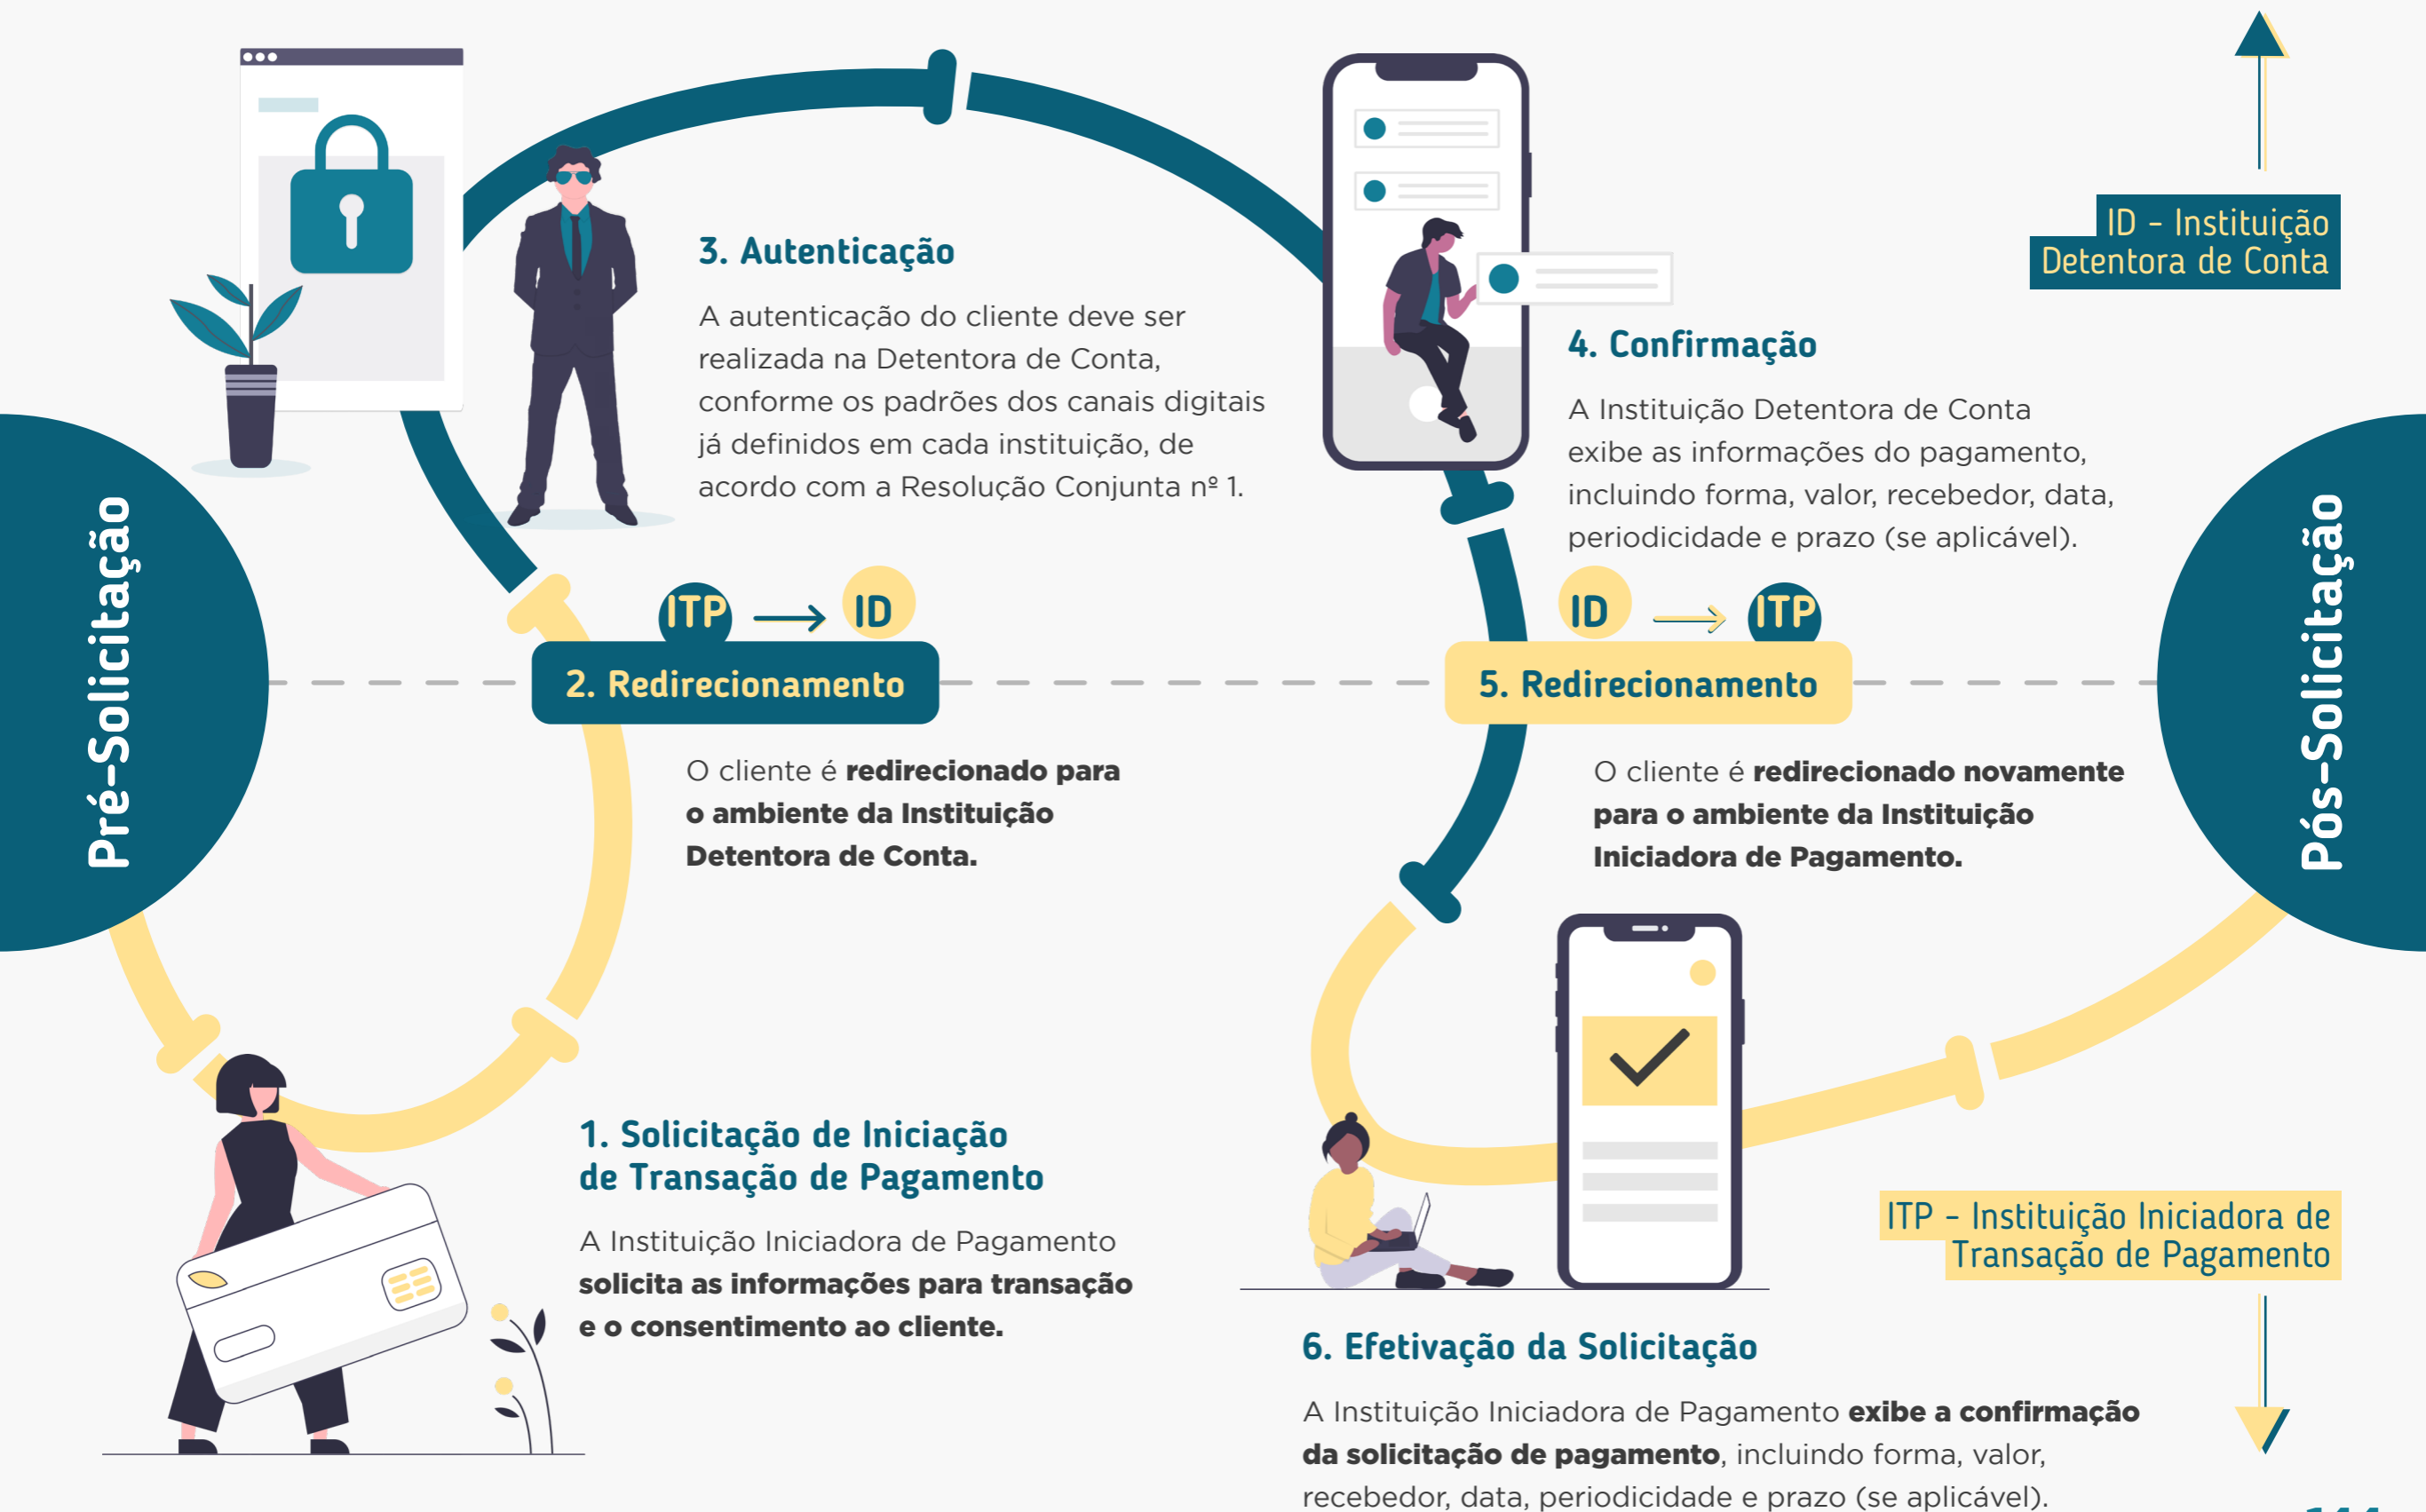 Pré-Solicitação
1. Solicitação de Iniciação
de Transação de Pagamento
A Instituição Iniciadora de Pagamento
solicita as informações para transação
e o consentimento ao cliente.
ITP
ID
2. Redirecionamento
O cliente é redirecionado para
o ambiente da Instituição
Detentora de Conta.
3. Autenticação
A autenticação do cliente deve ser
realizada na Detentora de Conta,
conforme os padrões dos canais digitais
já definidos em cada instituição, de
acordo com a Resolução Conjunta nº 1.
4. Confirmação
A Instituição Detentora de Conta
exibe as informações do pagamento,
incluindo forma, valor, recebedor, data,
periodicidade e prazo (se aplicável).
ID
ITP
5. Redirecionamento
O cliente é redirecionado novamente
para o ambiente da Instituição
Iniciadora de Pagamento.
6. Efetivação da Solicitação
A Instituição Iniciadora de Pagamento exibe a confirmação
da solicitação de pagamento, incluindo forma, valor,
recebedor, data, periodicidade e prazo (se aplicável).
Pós-Solicitação
ID - Instituição
Detentora de Conta
ITP - Instituição Iniciadora de
Transação de Pagamento